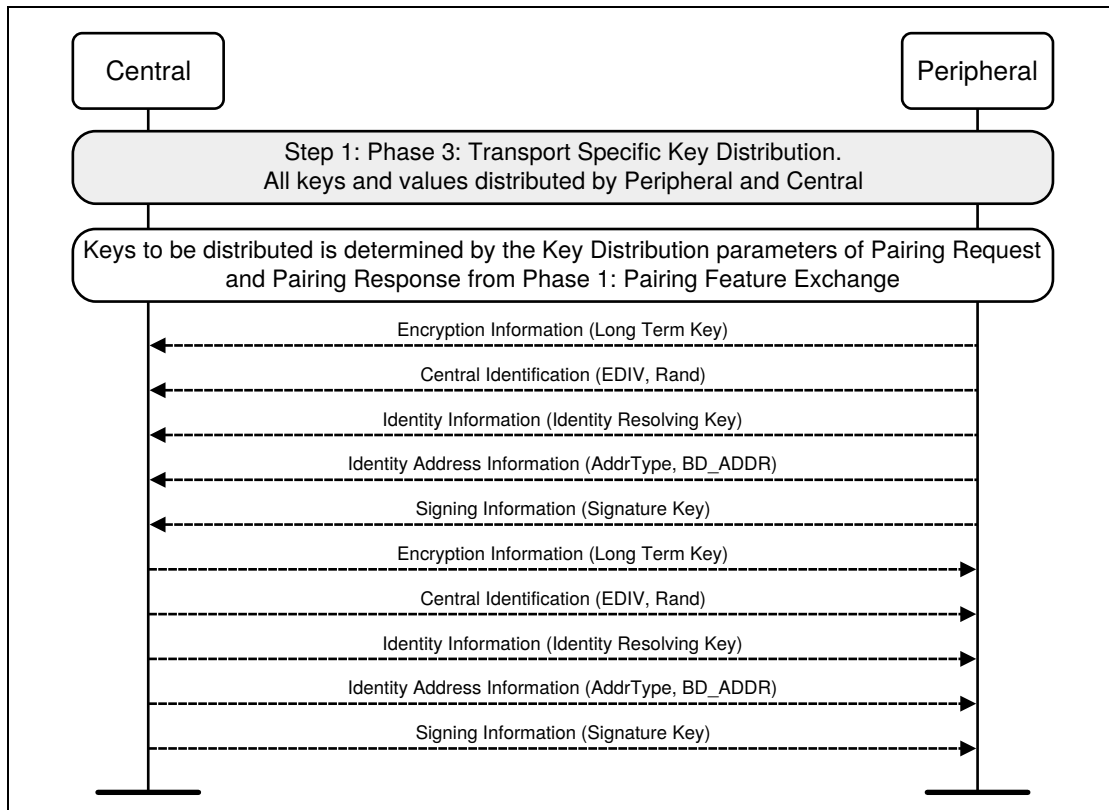 Central
Peripheral
Step 1: Phase 3: Transport Specific Key Distribution.
All keys and values distributed by Peripheral and Central
Keys to be distributed is determined by the Key Distribution parameters of Pairing Request
and Pairing Response from Phase 1: Pairing Feature Exchange
Encryption Information (Long Term Key)
Central Identification (EDIV, Rand)
Identity Information (Identity Resolving Key)
Identity Address Information (AddrType, BD_ADDR)
Signing Information (Signature Key)
Encryption Information (Long Term Key)
Central Identification (EDIV, Rand)
Identity Information (Identity Resolving Key)
Identity Address Information (AddrType, BD_ADDR)
Signing Information (Signature Key)